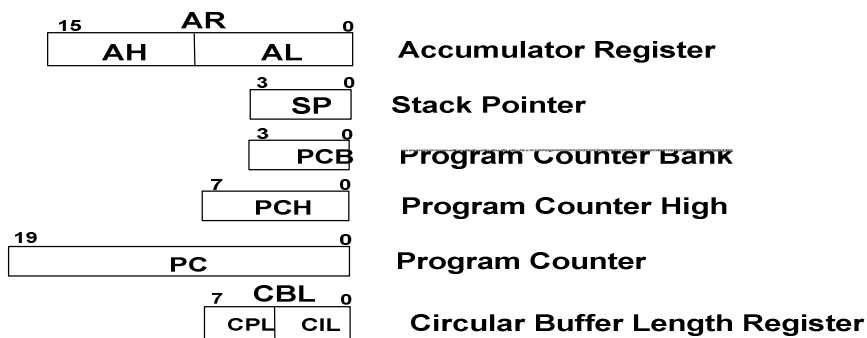 AR
15 0
AH AL Accumulator Register
3 0
SP Stack Pointer
3 0
PCB Program Counter Bank
7 0
PCH Program Counter High
19 0
PC Program Counter
CBL
7 0
CPL CIL Circular Buffer Length Register